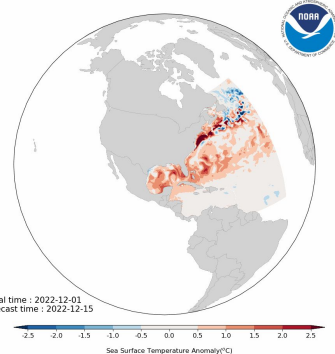 NOAA
al time : 2022-12-01
ecast time : 2022-12-15
-2.5 -2.0 -1.5 -1.0 -0.5 0.0 0.5 1.0 1.5 2.0 2.5
Sea Surface Temperature Anomaly(°C)